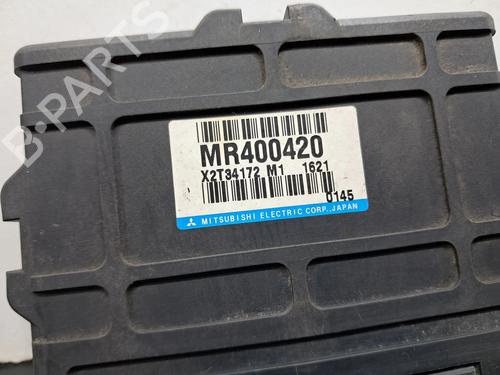 B-PARTS
MR400420
X2T34172 M1 1621
0145
MITSUBISHI ELECTRIC CORP., JAPAN